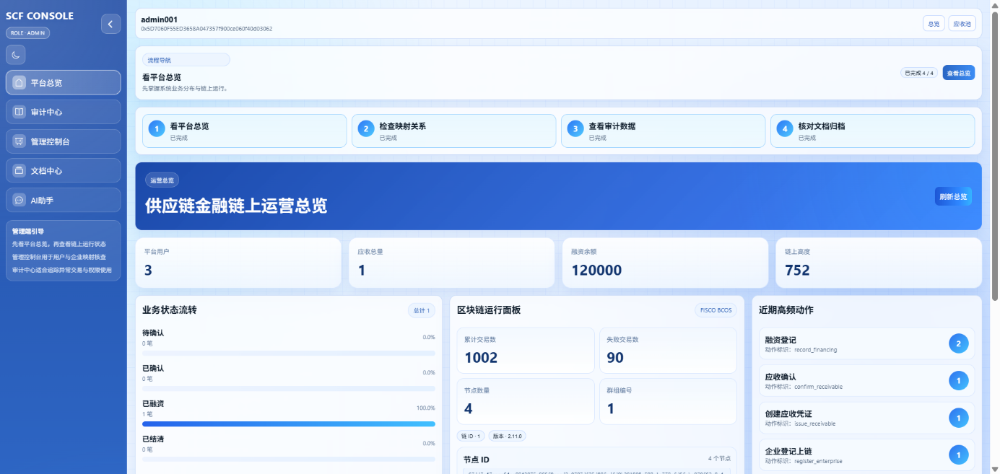 SCF CONSOLE
ROLE · ADMIN
平台总览
审计中心
管理控制台
文档中心
AI助手
管理端引导
先看平台总览，再查看链上运行状态
管理控制台用于用户与企业映射核查
审计中心适合追踪异常交易与权限使用
admin001
0x5D7060F55ED3658A047357f900ce060f40d03062
总览
应收池
流程导航
看平台总览
先掌握系统业务分布与链上运行。
已完成 4 / 4
查看总览
1
看平台总览
已完成
2
检查映射关系
已完成
3
查看审计数据
已完成
4
核对文档归档
已完成
运营总览
供应链金融链上运营总览
刷新总览
平台用户
3
应收总量
1
融资余额
120000
链上高度
752
业务状态流转
总计 1
待确认
0 笔
0.0%
已确认
0 笔
0.0%
已融资
1 笔
100.0%
已结清
0 笔
0.0%
区块链运行面板
FISCO BCOS
累计交易数
1002
失败交易数
90
节点数量
4
群组编号
1
链 ID · 1
版本 · 2.11.0
节点 ID
4 个节点
近期高频动作
融资登记
动作标识：record_financing
2
应收确认
动作标识：confirm_receivable
1
创建应收凭证
动作标识：issue_receivable
1
企业登记上链
动作标识：register_enterprise
1